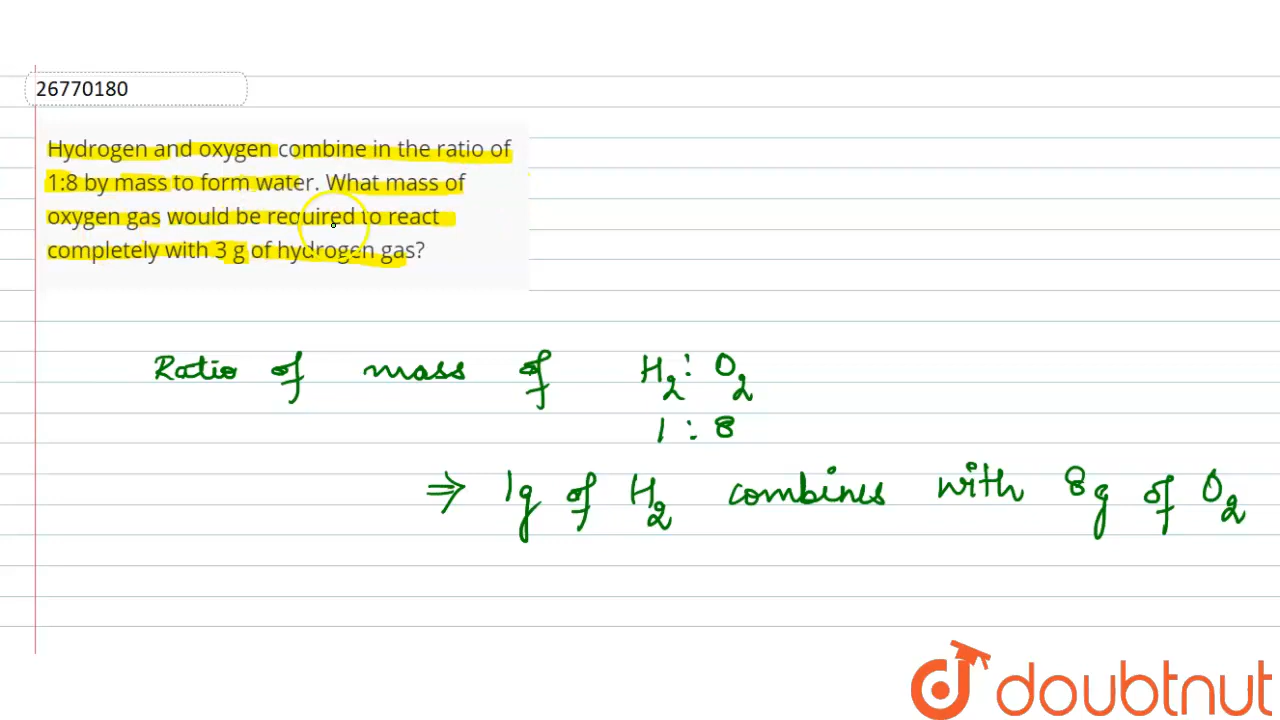 26770180
Hydrogen and oxygen combine in the ratio of
1:8 by mass to form water. What mass of
oxygen gas would be required to react
completely with 3 g of hydrogen gas?
Ratio of mass of H₂ : O₂
1 : 8
⇒ 1g of H₂ combines with 8g of O₂
doubtnut